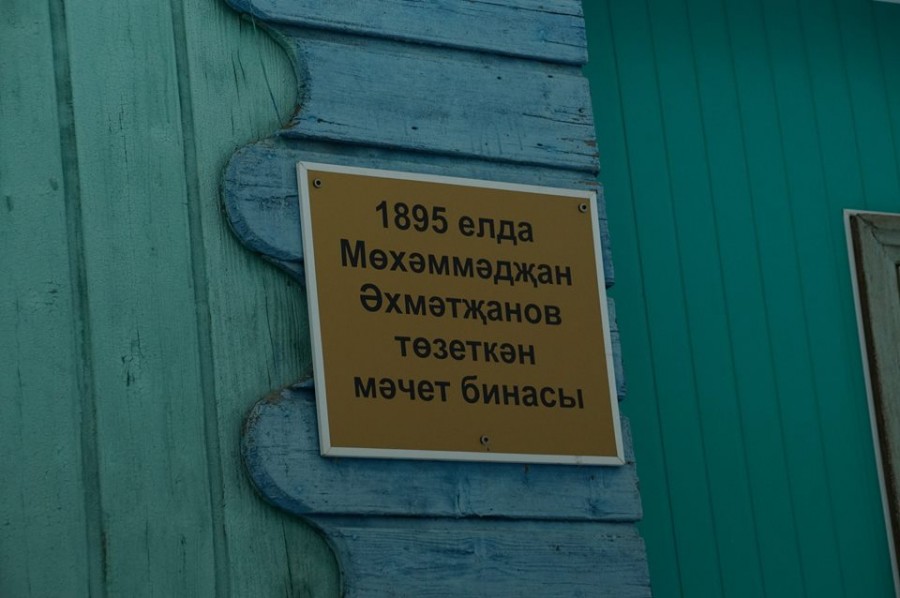 1895 елда
Мөхәммәдҗан
Әхмәтҗанов
төзеткән
мәчет бинасы